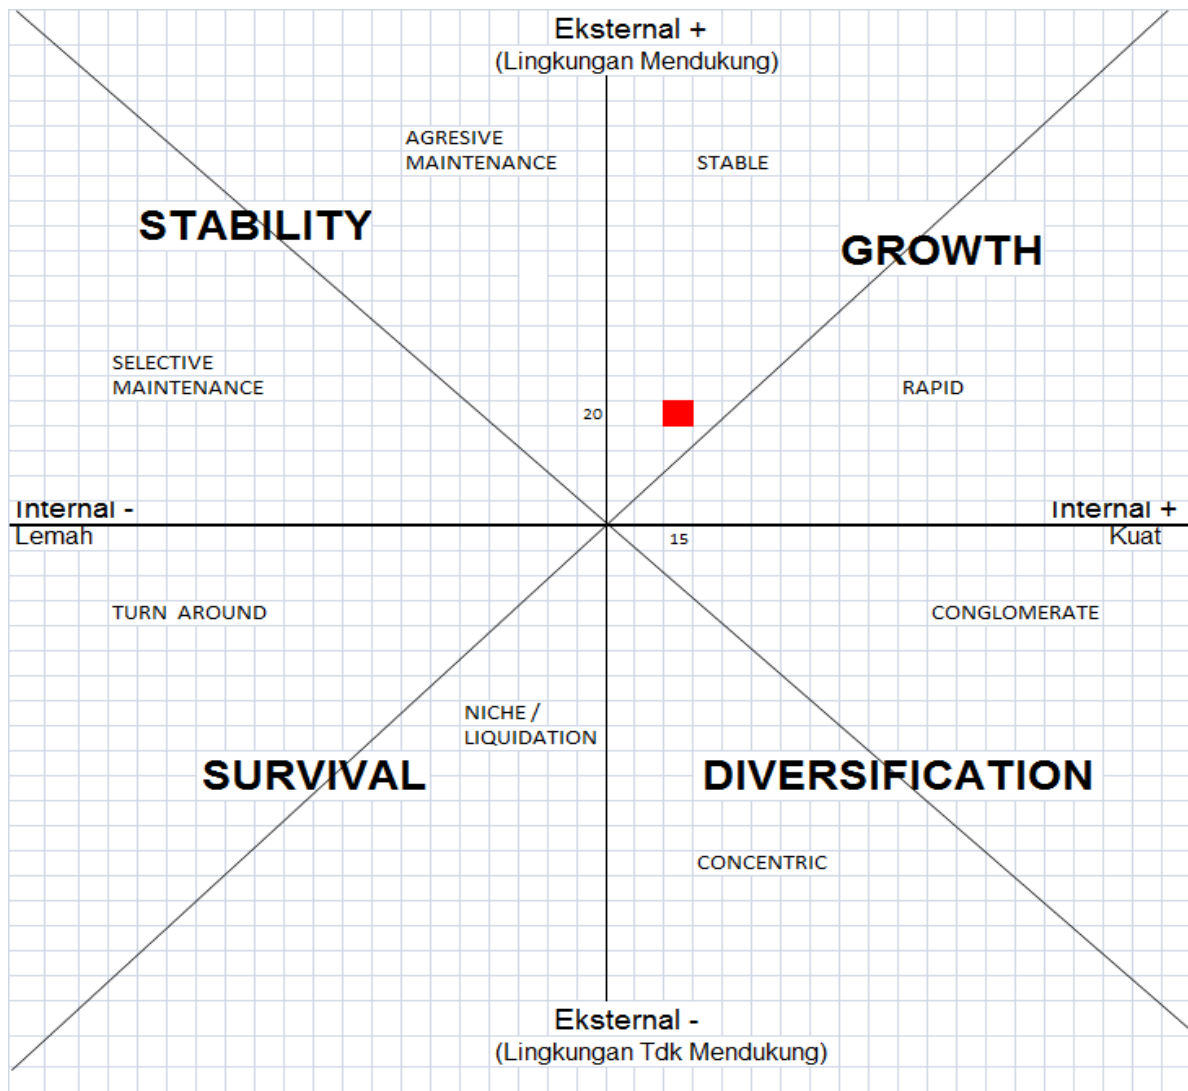 Eksternal +
(Lingkungan Mendukung)
AGRESIVE
MAINTENANCE
STABLE
STABILITY
GROWTH
SELECTIVE
MAINTENANCE
RAPID
20
Internal -
Lemah
Internal +
Kuat
15
TURN AROUND
CONGLOMERATE
NICHE /
LIQUIDATION
SURVIVAL
DIVERSIFICATION
CONCENTRIC
Eksternal -
(Lingkungan Tdk Mendukung)